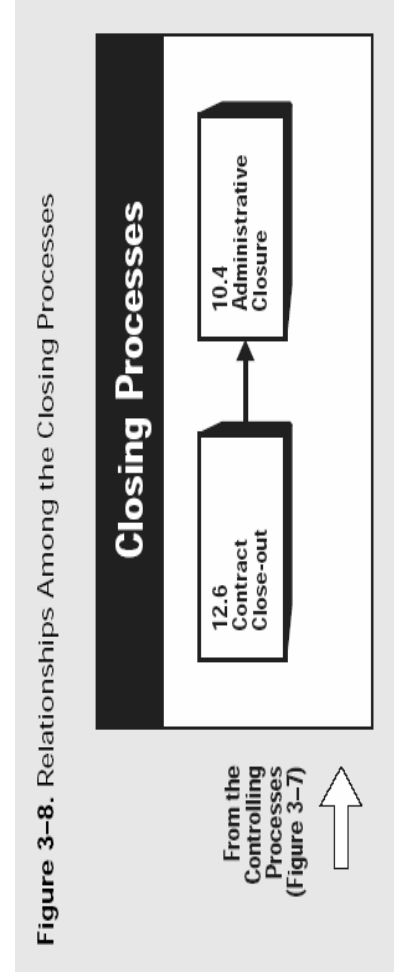 Figure 3–8. Relationships Among the Closing Processes
Closing Processes
From the
Controlling
Processes
(Figure 3–7)
12.6
Contract
Close-out
10.4
Administrative
Closure